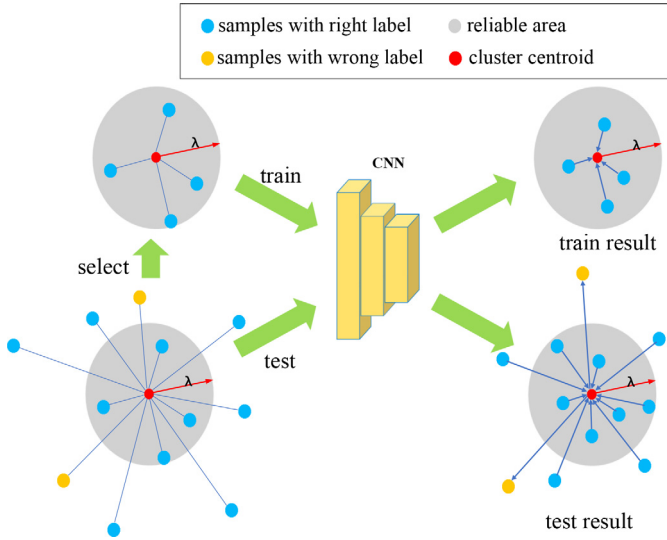 samples with right label
reliable area
samples with wrong label
cluster centroid
λ
λ
CNN
train
train result
select
test
λ
λ
test result